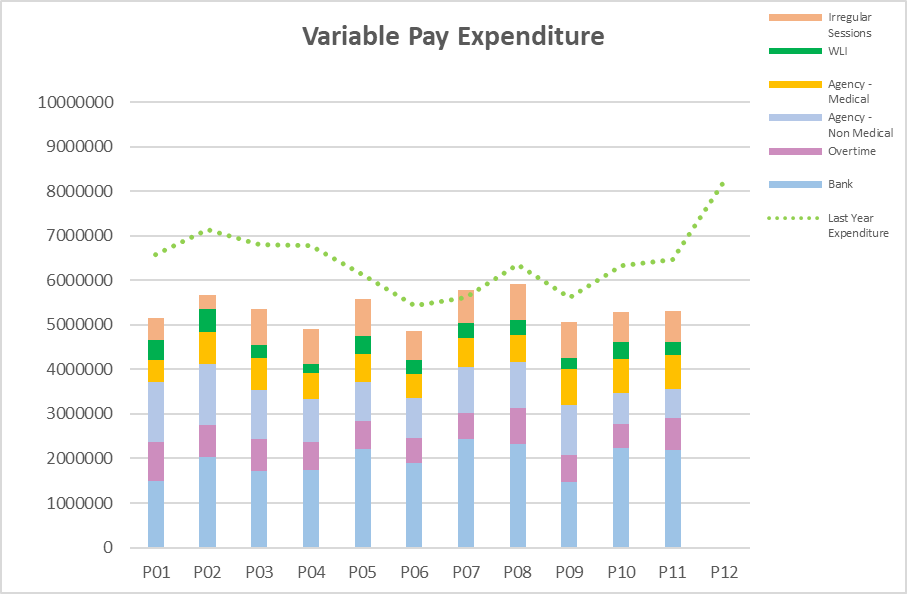 Variable Pay Expenditure
Irregular
Sessions
WLI
Agency -
Medical
Agency -
Non Medical
Overtime
Bank
Last Year
Expenditure
10000000
9000000
8000000
7000000
6000000
5000000
4000000
3000000
2000000
1000000
0
P01 P02 P03 P04 P05 P06 P07 P08 P09 P10 P11 P12